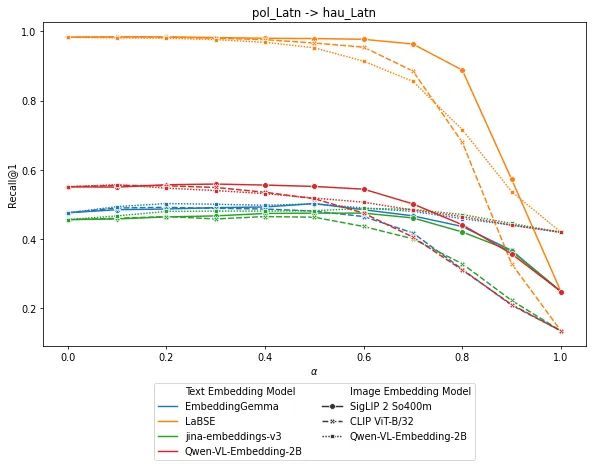 pol_Latn -> hau_Latn
Recall@1
1.0
0.8
0.6
0.4
0.2
0.0 0.2 0.4 0.6 0.8 1.0
α
Text Embedding Model Image Embedding Model
EmbeddingGemma SigLIP 2 So400m
LaBSE CLIP ViT-B/32
jina-embeddings-v3 Qwen-VL-Embedding-2B
Qwen-VL-Embedding-2B